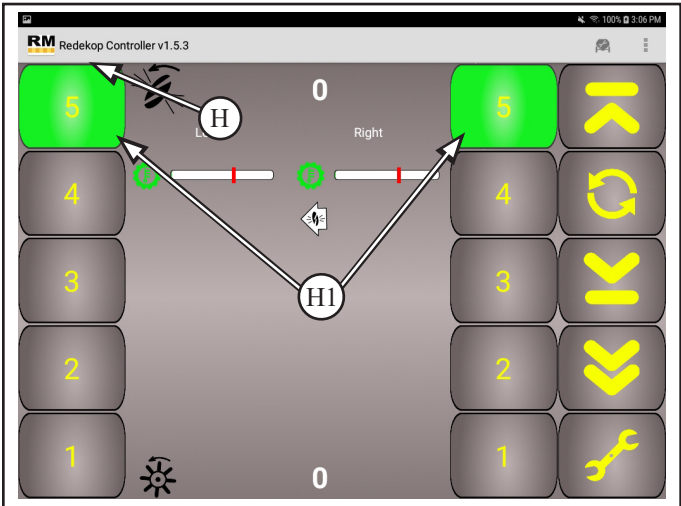 100% 3:06 PM
RM Redekop Controller v1.5.3
5 0 5
H
Right
4 F F 4
3 H1 3
2 2
1 0 1